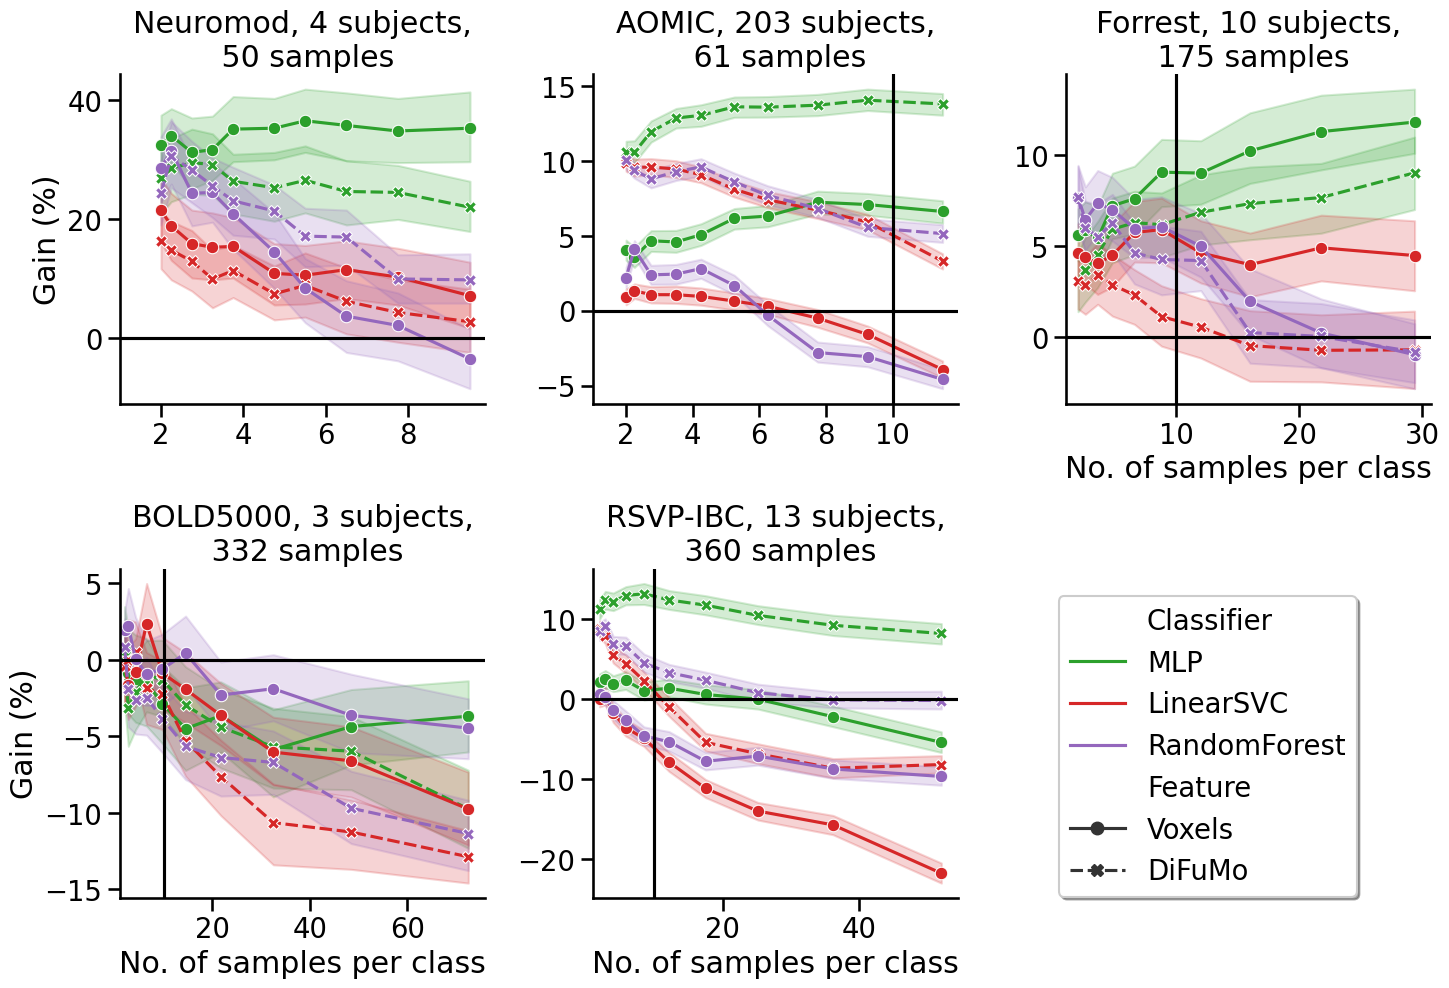 Neuromod, 4 subjects,
50 samples
Gain (%)
40
20
0
2 4 6 8
AOMIC, 203 subjects,
61 samples
15
10
5
0
−5
2 4 6 8 10
Forrest, 10 subjects,
175 samples
10
5
0
10 20 30
No. of samples per class
BOLD5000, 3 subjects,
332 samples
Gain (%)
5
0
−5
−10
−15
20 40 60
No. of samples per class
RSVP-IBC, 13 subjects,
360 samples
10
0
−10
−20
20 40
No. of samples per class
Classifier
MLP
LinearSVC
RandomForest
Feature
Voxels
DiFuMo